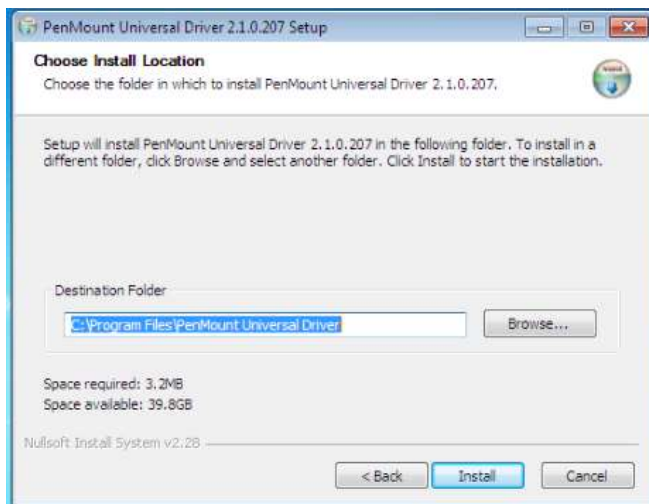 PenMount Universal Driver 2.1.0.207 Setup
Choose Install Location
Choose the folder in which to install PenMount Universal Driver 2.1.0.207.
Setup will install PenMount Universal Driver 2.1.0.207 in the following folder. To install in a
different folder, click Browse and select another folder. Click Install to start the installation.
Destination Folder
C:\Program Files\PenMount Universal Driver
Browse...
Space required: 3.2MB
Space available: 39.8GB
Nullsoft Install System v2.28
< Back
Install
Cancel